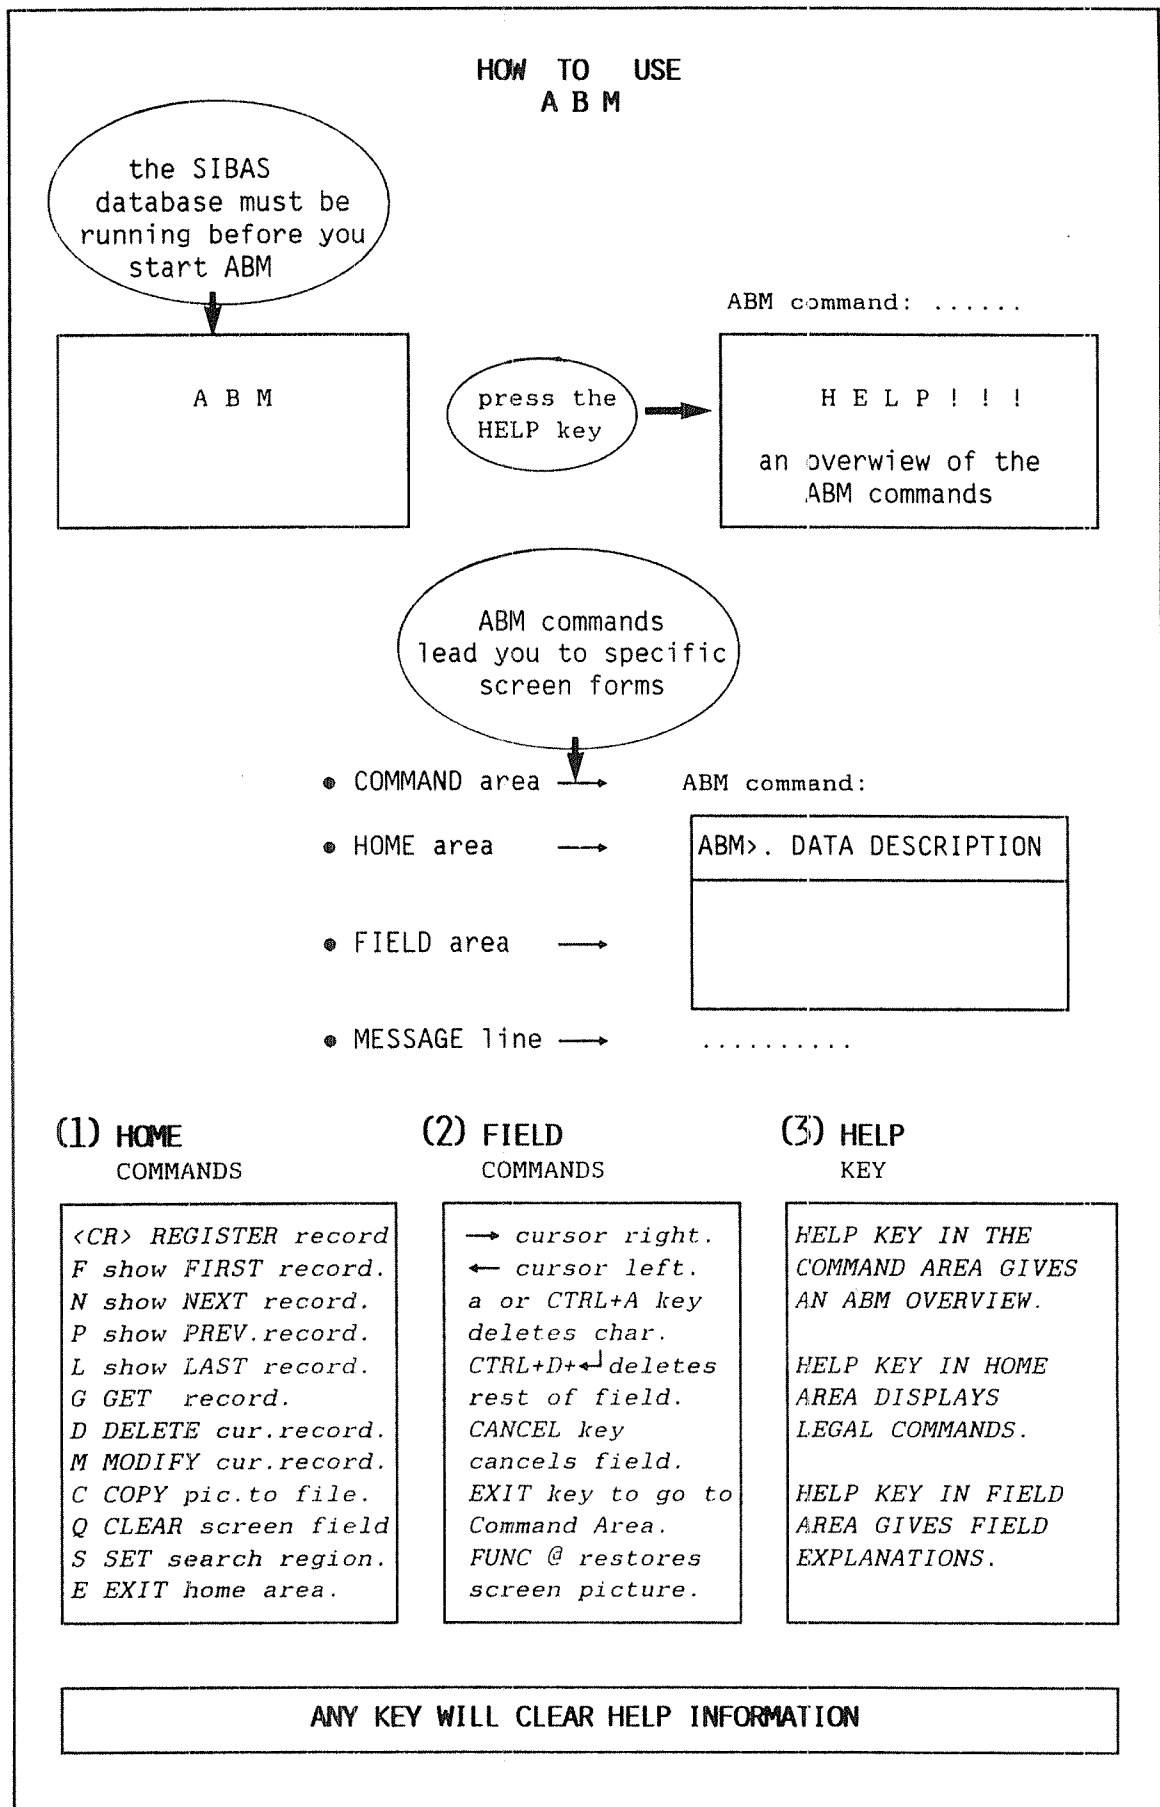 HOW TO USE
A B M
the SIBAS
database must be
running before you
start ABM
A B M
press the
HELP key
ABM command: ......
H E L P ! ! !
an overwiew of the
ABM commands
ABM commands
lead you to specific
screen forms
• COMMAND area → ABM command:
• HOME area → ABM>. DATA DESCRIPTION
• FIELD area →
• MESSAGE line → ..........
(1) HOME
COMMANDS
<CR> REGISTER record
F show FIRST record.
N show NEXT record.
P show PREV.record.
L show LAST record.
G GET record.
D DELETE cur.record.
M MODIFY cur.record.
C COPY pic.to file.
Q CLEAR screen field
S SET search region.
E EXIT home area.
(2) FIELD
COMMANDS
→ cursor right.
← cursor left.
a or CTRL+A key
deletes char.
CTRL+D+↵ deletes
rest of field.
CANCEL key
cancels field.
EXIT key to go to
Command Area.
FUNC @ restores
screen picture.
(3) HELP
KEY
HELP KEY IN THE
COMMAND AREA GIVES
AN ABM OVERVIEW.
HELP KEY IN HOME
AREA DISPLAYS
LEGAL COMMANDS.
HELP KEY IN FIELD
AREA GIVES FIELD
EXPLANATIONS.
ANY KEY WILL CLEAR HELP INFORMATION